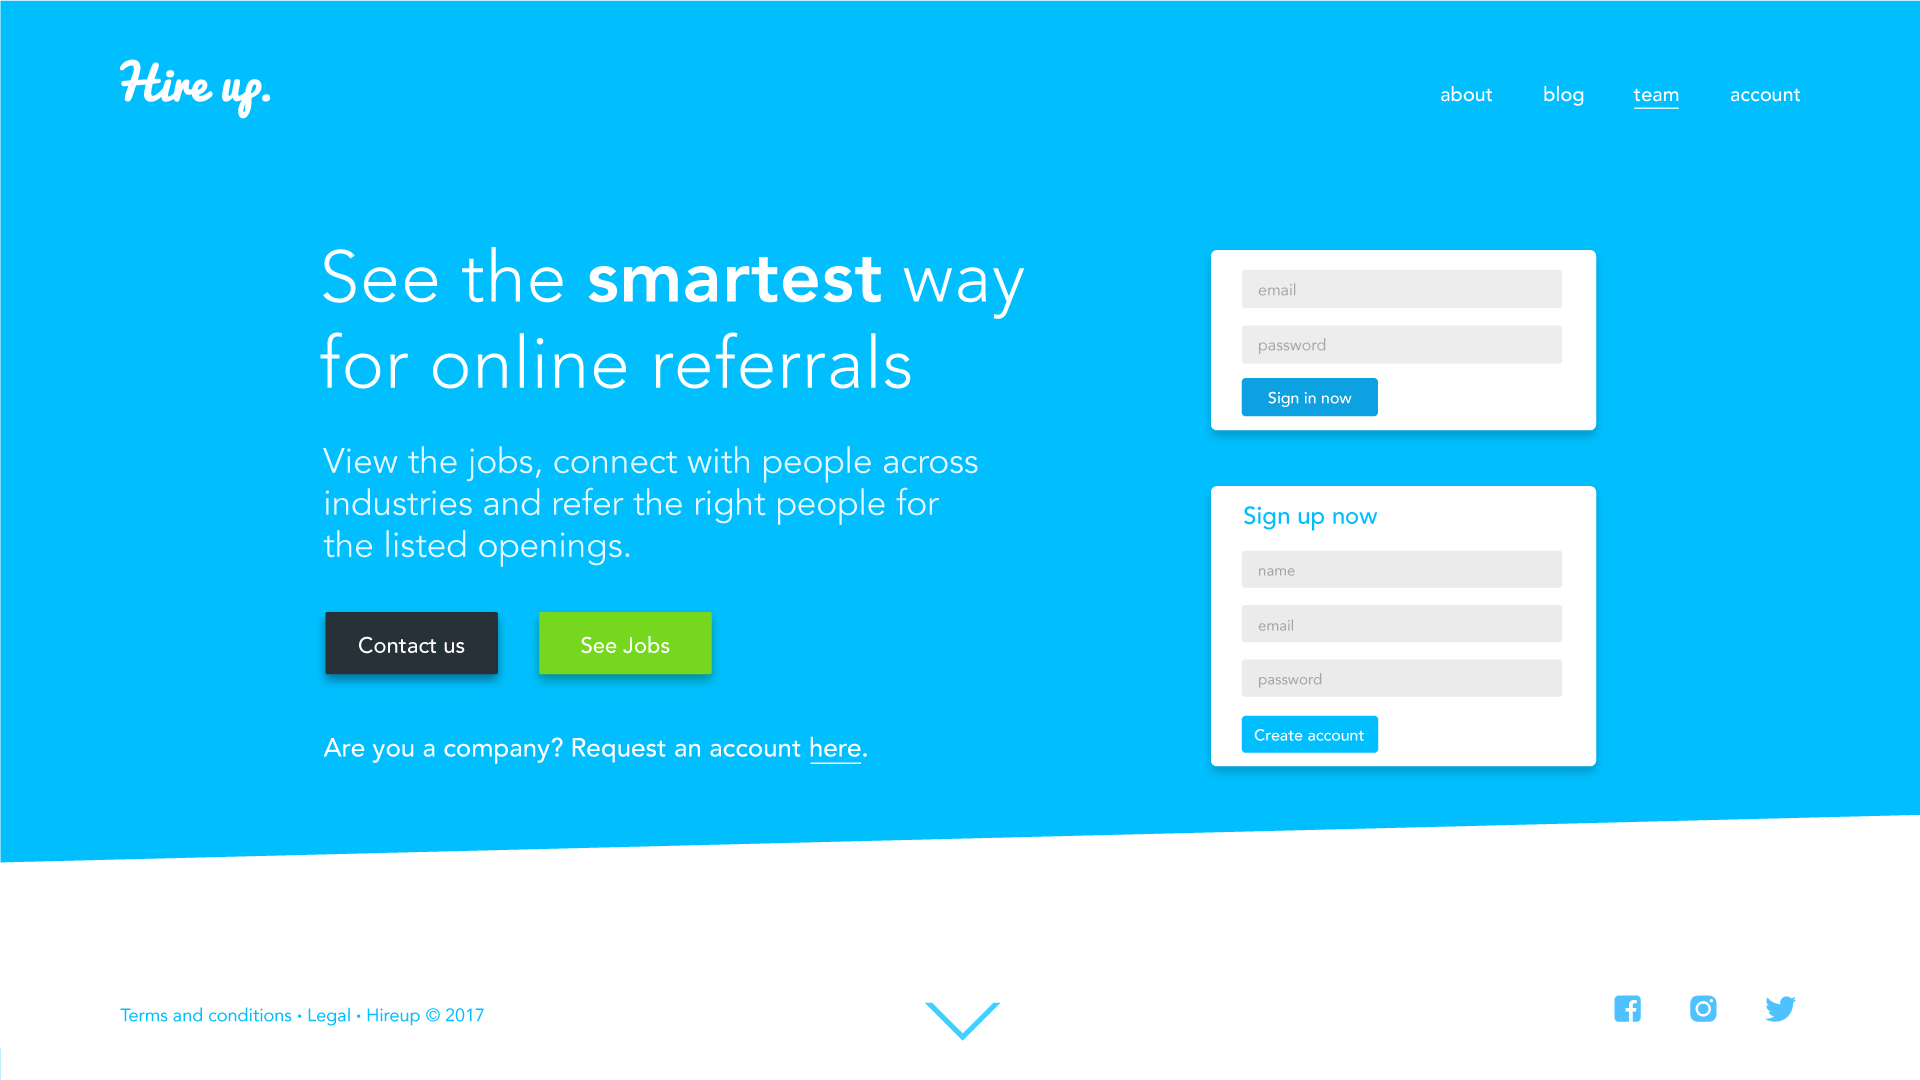 Hire up.
about
blog
team
account
See the smartest way
for online referrals
View the jobs, connect with people across
industries and refer the right people for
the listed openings.
Contact us
See Jobs
Are you a company? Request an account here.
email
password
Sign in now
Sign up now
name
email
password
Create account
Terms and conditions • Legal • Hireup © 2017